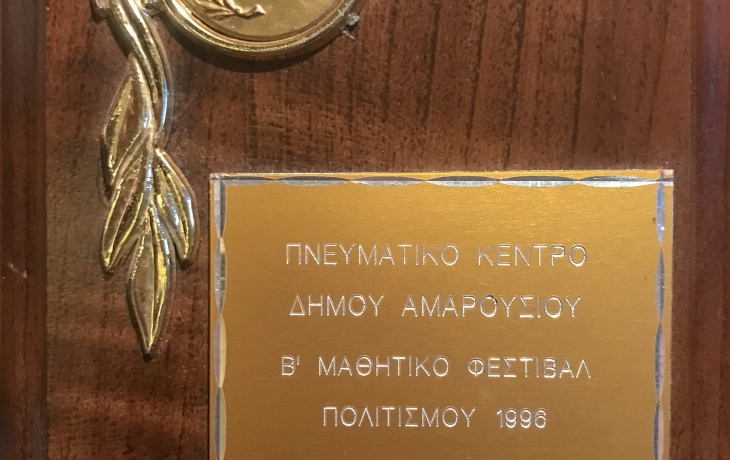 ΠΝΕΥΜΑΤΙΚΟ ΚΕΝΤΡΟ
ΔΗΜΟΥ ΑΜΑΡΟΥΣΙΟΥ
Β' ΜΑΘΗΤΙΚΟ ΦΕΣΤΙΒΑΛ
ΠΟΛΙΤΙΣΜΟΥ 1996